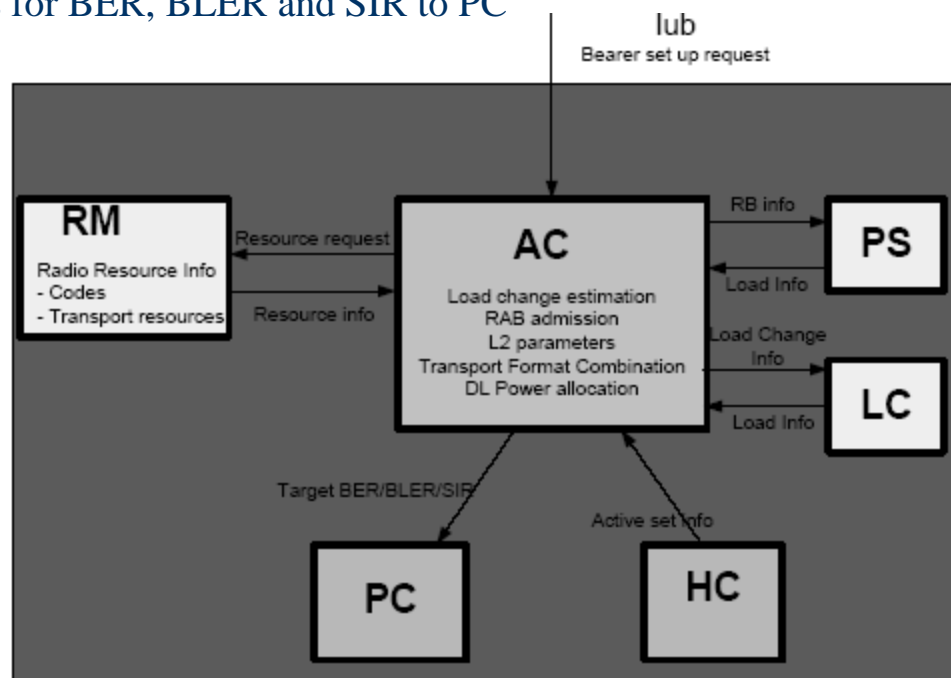 for BER, BLER and SIR to PC
Iub
Bearer set up request
RM
Radio Resource Info
- Codes
- Transport resources
Resource request
Resource info
AC
Load change estimation
RAB admission
L2 parameters
Transport Format Combination
DL Power allocation
RB info
Load Info
PS
Load Change
Info
Load Info
LC
Target BER/BLER/SIR
Active set info
PC
HC